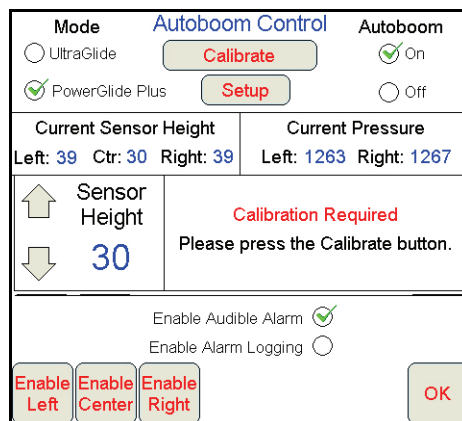 Mode Autoboom Control Autoboom
UltraGlide Calibrate On
PowerGlide Plus Setup Off
Current Sensor Height Current Pressure
Left: 39 Ctr: 30 Right: 39 Left: 1263 Right: 1267
Sensor Height
30
Calibration Required
Please press the Calibrate button.
Enable Audible Alarm
Enable Alarm Logging
Enable Left Enable Center Enable Right OK